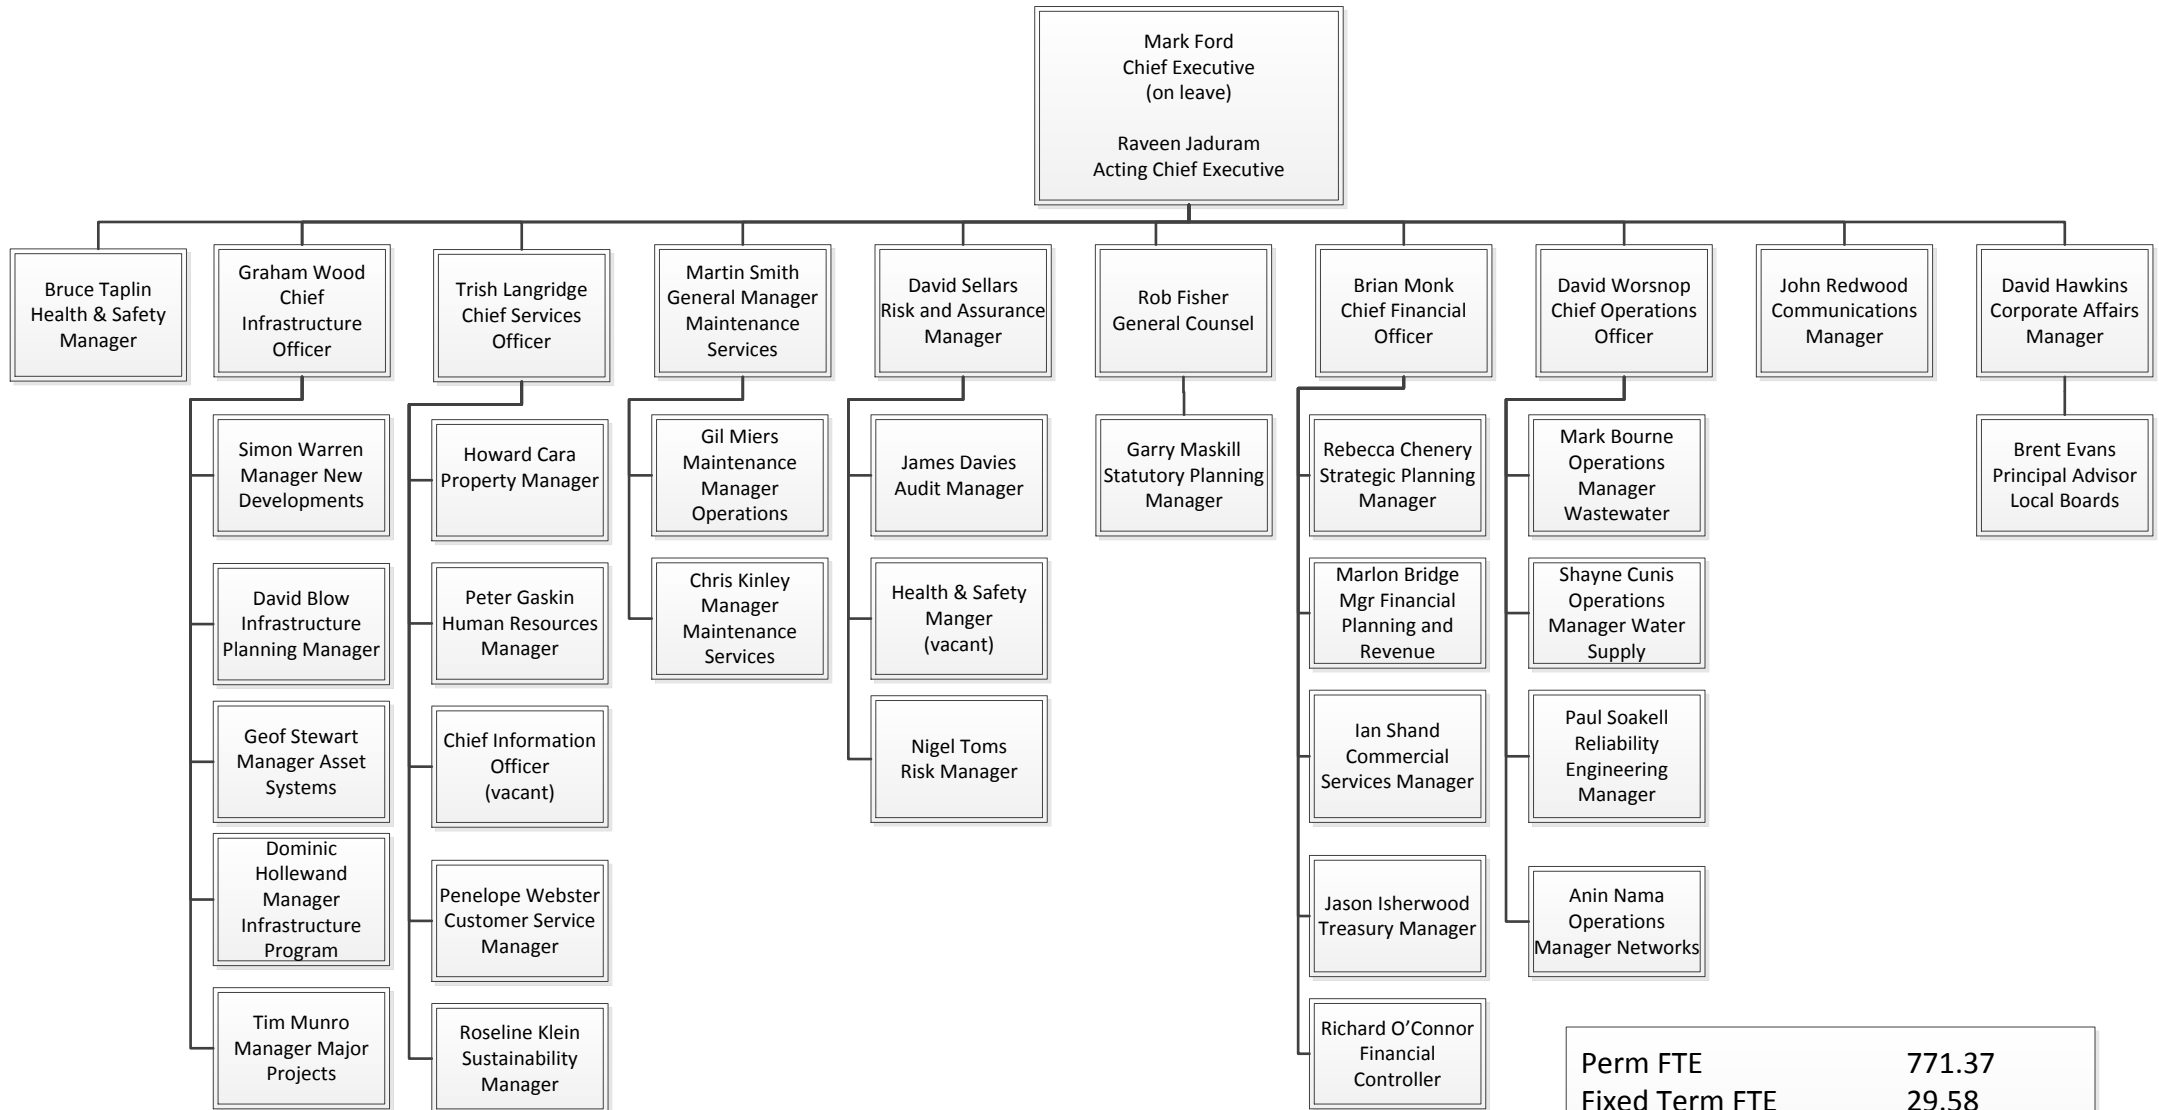 Mark Ford
Chief Executive
(on leave)
Raveen Jaduram
Acting Chief Executive
Bruce Taplin
Health & Safety
Manager
Graham Wood
Chief
Infrastructure
Officer
Trish Langridge
Chief Services
Officer
Martin Smith
General Manager
Maintenance
Services
David Sellars
Risk and Assurance
Manager
Rob Fisher
General Counsel
Brian Monk
Chief Financial
Officer
David Worsnop
Chief Operations
Officer
John Redwood
Communications
Manager
David Hawkins
Corporate Affairs
Manager
Simon Warren
Manager New
Developments
David Blow
Infrastructure
Planning Manager
Geof Stewart
Manager Asset
Systems
Dominic
Hollewand
Manager
Infrastructure
Program
Tim Munro
Manager Major
Projects
Howard Cara
Property Manager
Peter Gaskin
Human Resources
Manager
Chief Information
Officer
(vacant)
Penelope Webster
Customer Service
Manager
Roseline Klein
Sustainability
Manager
Gil Miers
Maintenance
Manager
Operations
Chris Kinley
Manager
Maintenance
Services
James Davies
Audit Manager
Health & Safety
Manger
(vacant)
Nigel Toms
Risk Manager
Garry Maskill
Statutory Planning
Manager
Rebecca Chenery
Strategic Planning
Manager
Marlon Bridge
Mgr Financial
Planning and
Revenue
Ian Shand
Commercial
Services Manager
Jason Isherwood
Treasury Manager
Richard O’Connor
Financial
Controller
Mark Bourne
Operations
Manager
Wastewater
Shayne Cunis
Operations
Manager Water
Supply
Paul Soakell
Reliability
Engineering
Manager
Anin Nama
Operations
Manager Networks
Brent Evans
Principal Advisor
Local Boards
Perm FTE 771.37
Fixed Term FTE 29.58